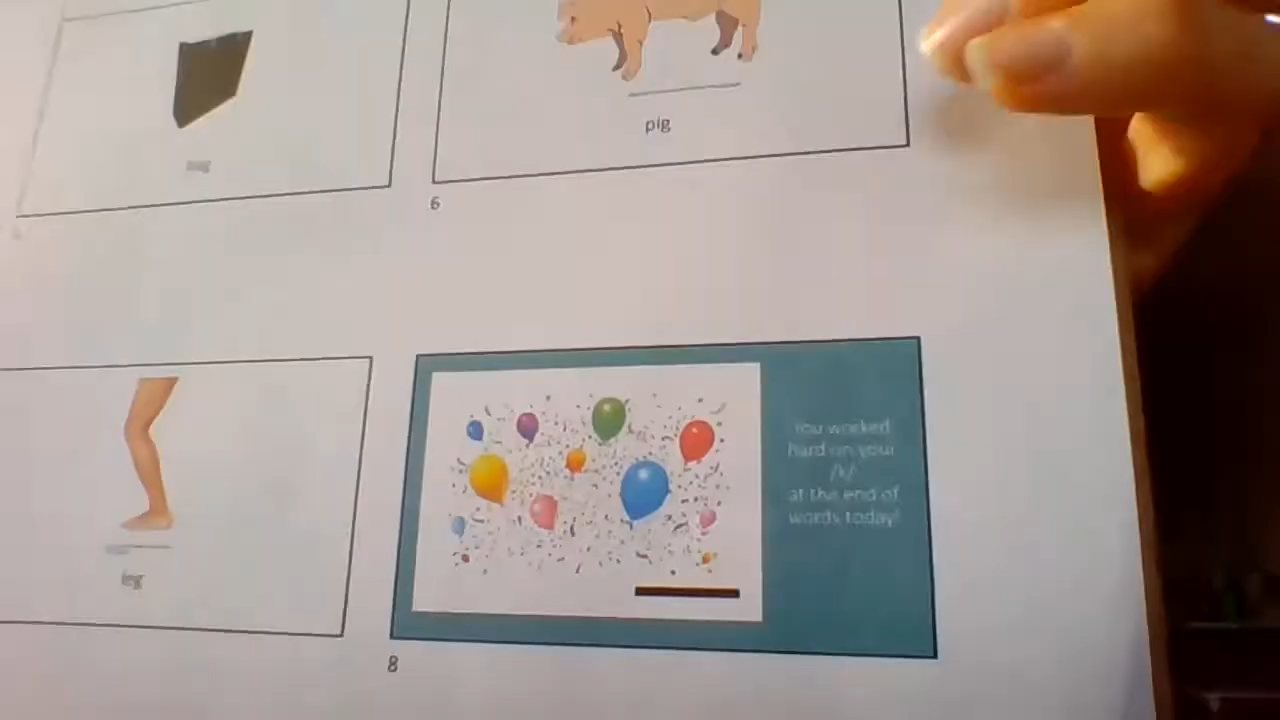 pig
6
leg
You worked
hard on your
/k/
at the end of
words today!
8